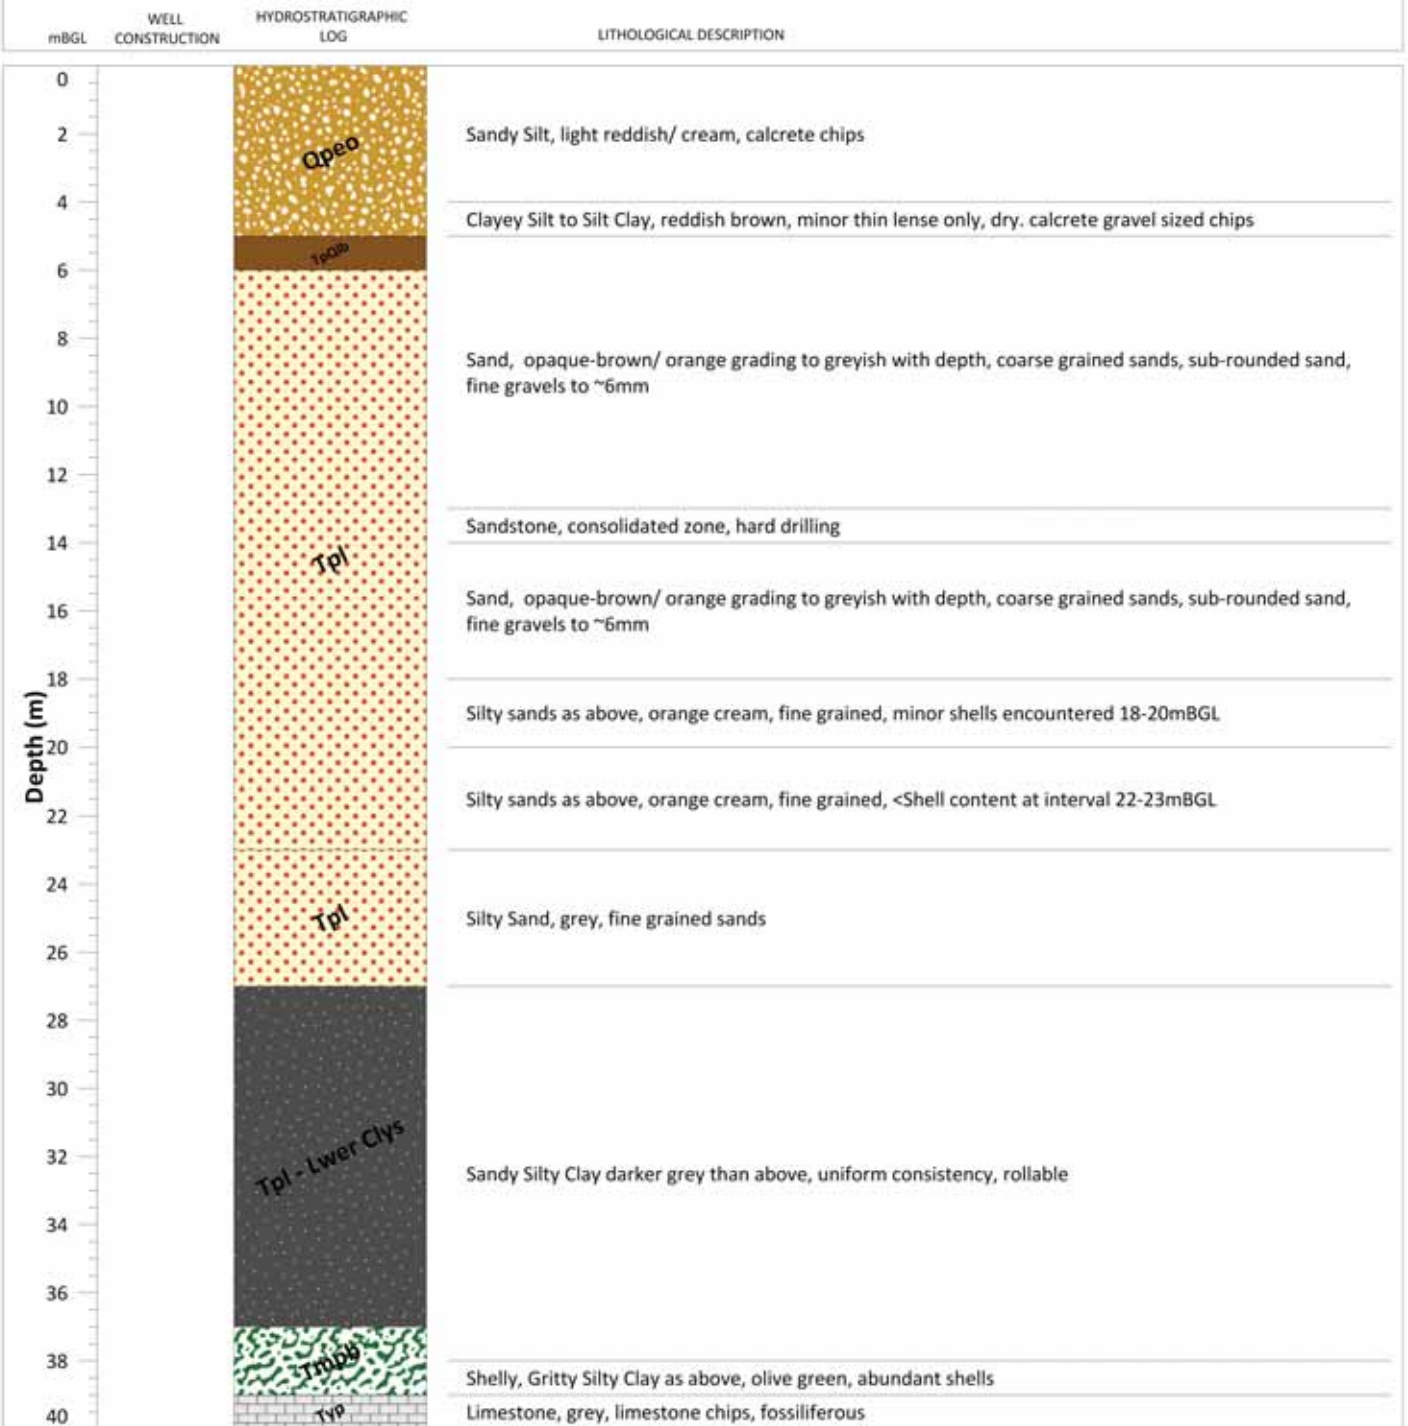 mBGL
WELL
CONSTRUCTION
HYDROSTRATIGRAPHIC
LOG
LITHOLOGICAL DESCRIPTION
Depth (m)
0
2
4
6
8
10
12
14
16
18
20
22
24
26
28
30
32
34
36
38
40
Qpeo
TpQlb
Tpl
Tpl
Tpl - Lwer Clys
Tmpb
Typ
Sandy Silt, light reddish/ cream, calcrete chips
Clayey Silt to Silt Clay, reddish brown, minor thin lense only, dry. calcrete gravel sized chips
Sand,  opaque-brown/ orange grading to greyish with depth, coarse grained sands, sub-rounded sand,
fine gravels to ~6mm
Sandstone, consolidated zone, hard drilling
Sand,  opaque-brown/ orange grading to greyish with depth, coarse grained sands, sub-rounded sand,
fine gravels to ~6mm
Silty sands as above, orange cream, fine grained, minor shells encountered 18-20mBGL
Silty sands as above, orange cream, fine grained, <Shell content at interval 22-23mBGL
Silty Sand, grey, fine grained sands
Sandy Silty Clay darker grey than above, uniform consistency, rollable
Shelly, Gritty Silty Clay as above, olive green, abundant shells
Limestone, grey, limestone chips, fossiliferous